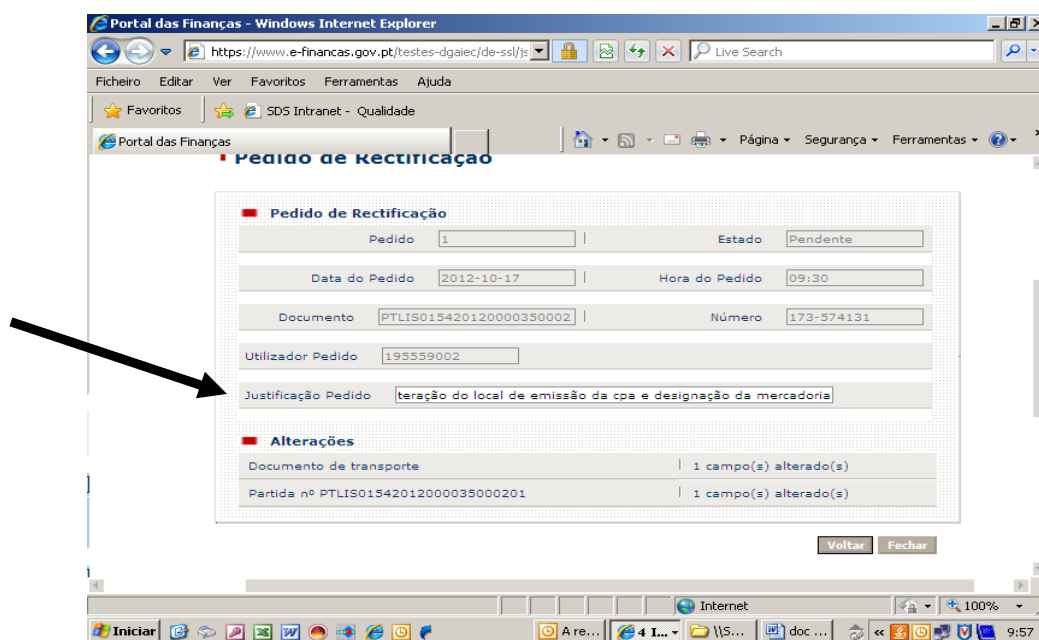 Portal das Finanças - Windows Internet Explorer
https://www.e-financas.gov.pt/testes-dgaiec/de-ssl/js
Live Search
Ficheiro Editar Ver Favoritos Ferramentas Ajuda
Favoritos SDS Intranet - Qualidade
Portal das Finanças Página Segurança Ferramentas
Pedido de Rectificação
Pedido de Rectificação
Pedido 1 Estado Pendente
Data do Pedido 2012-10-17 Hora do Pedido 09:30
Documento PTLIS015420120000350002 Número 173-574131
Utilizador Pedido 195559002
Justificação Pedido teração do local de emissão da cpa e designação da mercadoria
Alterações
Documento de transporte 1 campo(s) alterado(s)
Partida nº PTLIS01542012000035000201 1 campo(s) alterado(s)
Voltar Fechar
Internet 100%
Iniciar A re... 4 I... \\S... doc ... « 9:57